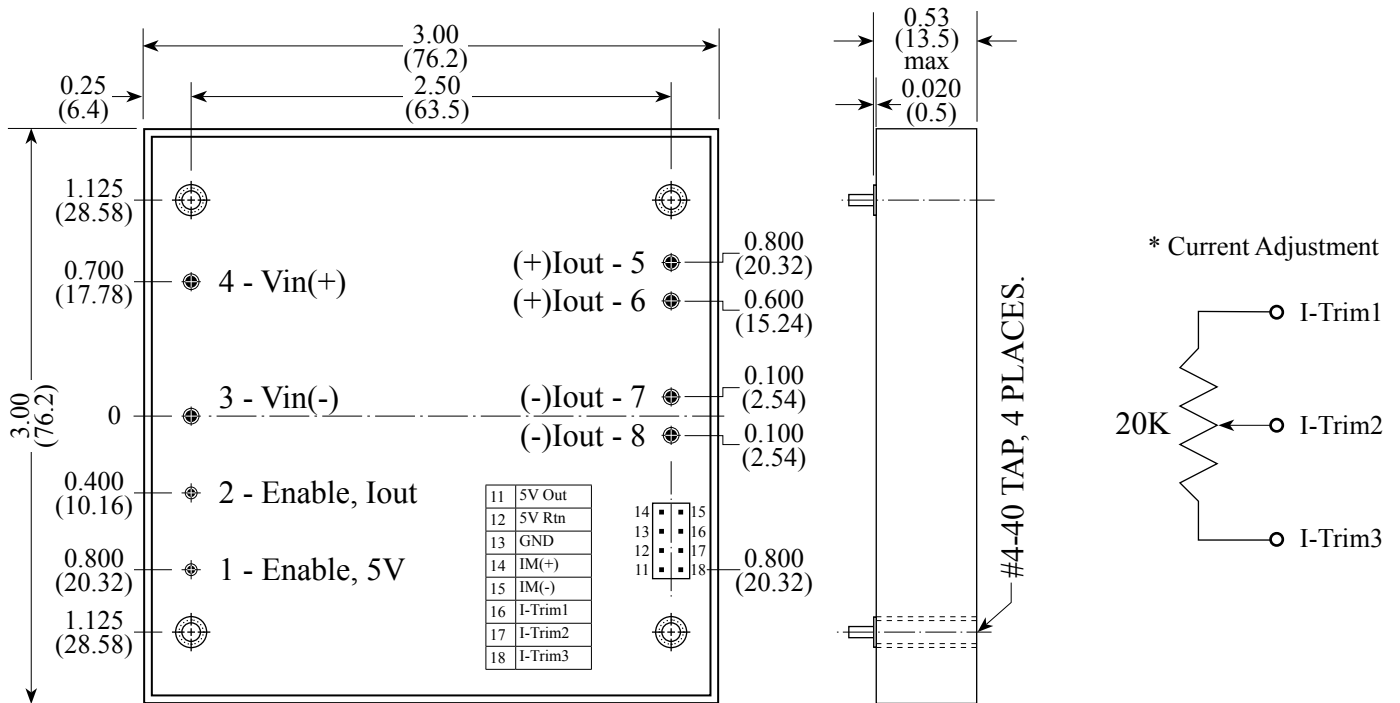 3.00
(76.2)
0.25
(6.4)
2.50
(63.5)
0.53
(13.5)
max
0.020
(0.5)
3.00
(76.2)
1.125
(28.58)
0.700
(17.78)
0
0.400
(10.16)
0.800
(20.32)
1.125
(28.58)
4 - Vin(+)
3 - Vin(-)
2 - Enable, Iout
1 - Enable, 5V
(+)Iout - 5
(+)Iout - 6
(-)Iout - 7
(-)Iout - 8
0.800
(20.32)
0.600
(15.24)
0.100
(2.54)
0.100
(2.54)
0.800
(20.32)
11 5V Out
12 5V Rtn
13 GND
14 IM(+)
15 IM(-)
16 I-Trim1
17 I-Trim2
18 I-Trim3
14 15
13 16
12 17
11 18
#4-40 TAP, 4 PLACES.
* Current Adjustment
I-Trim1
20K
I-Trim2
I-Trim3